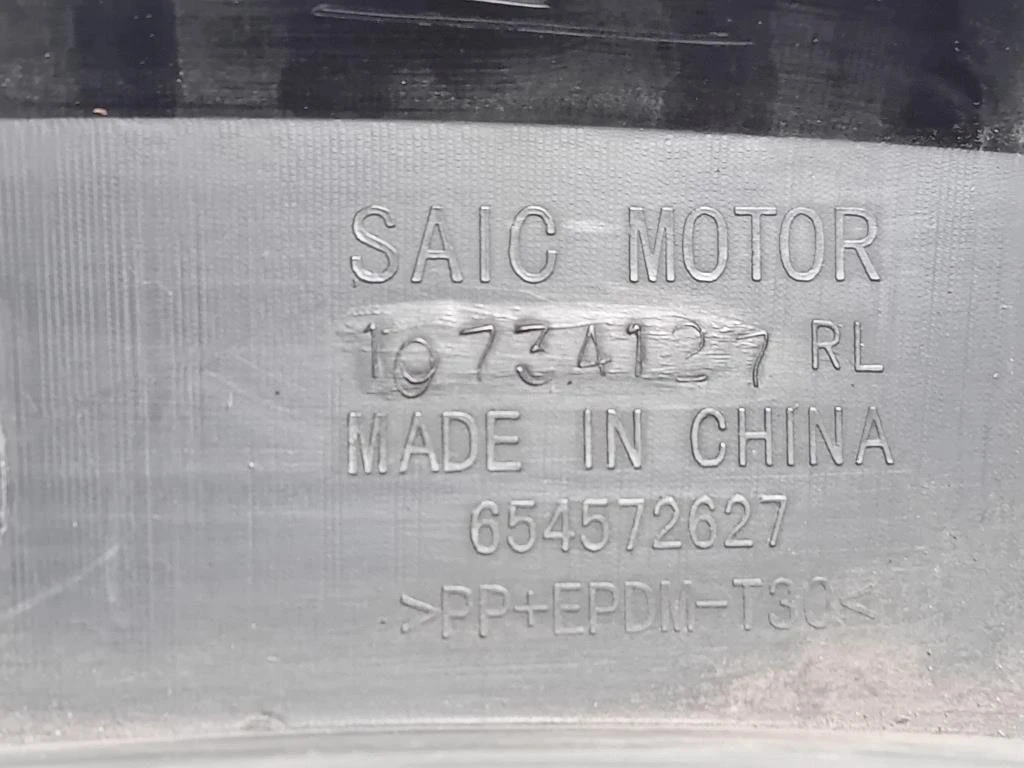 SAIC MOTOR
10734127 RL
MADE IN CHINA
654572627
>PP+EPDM-T30<